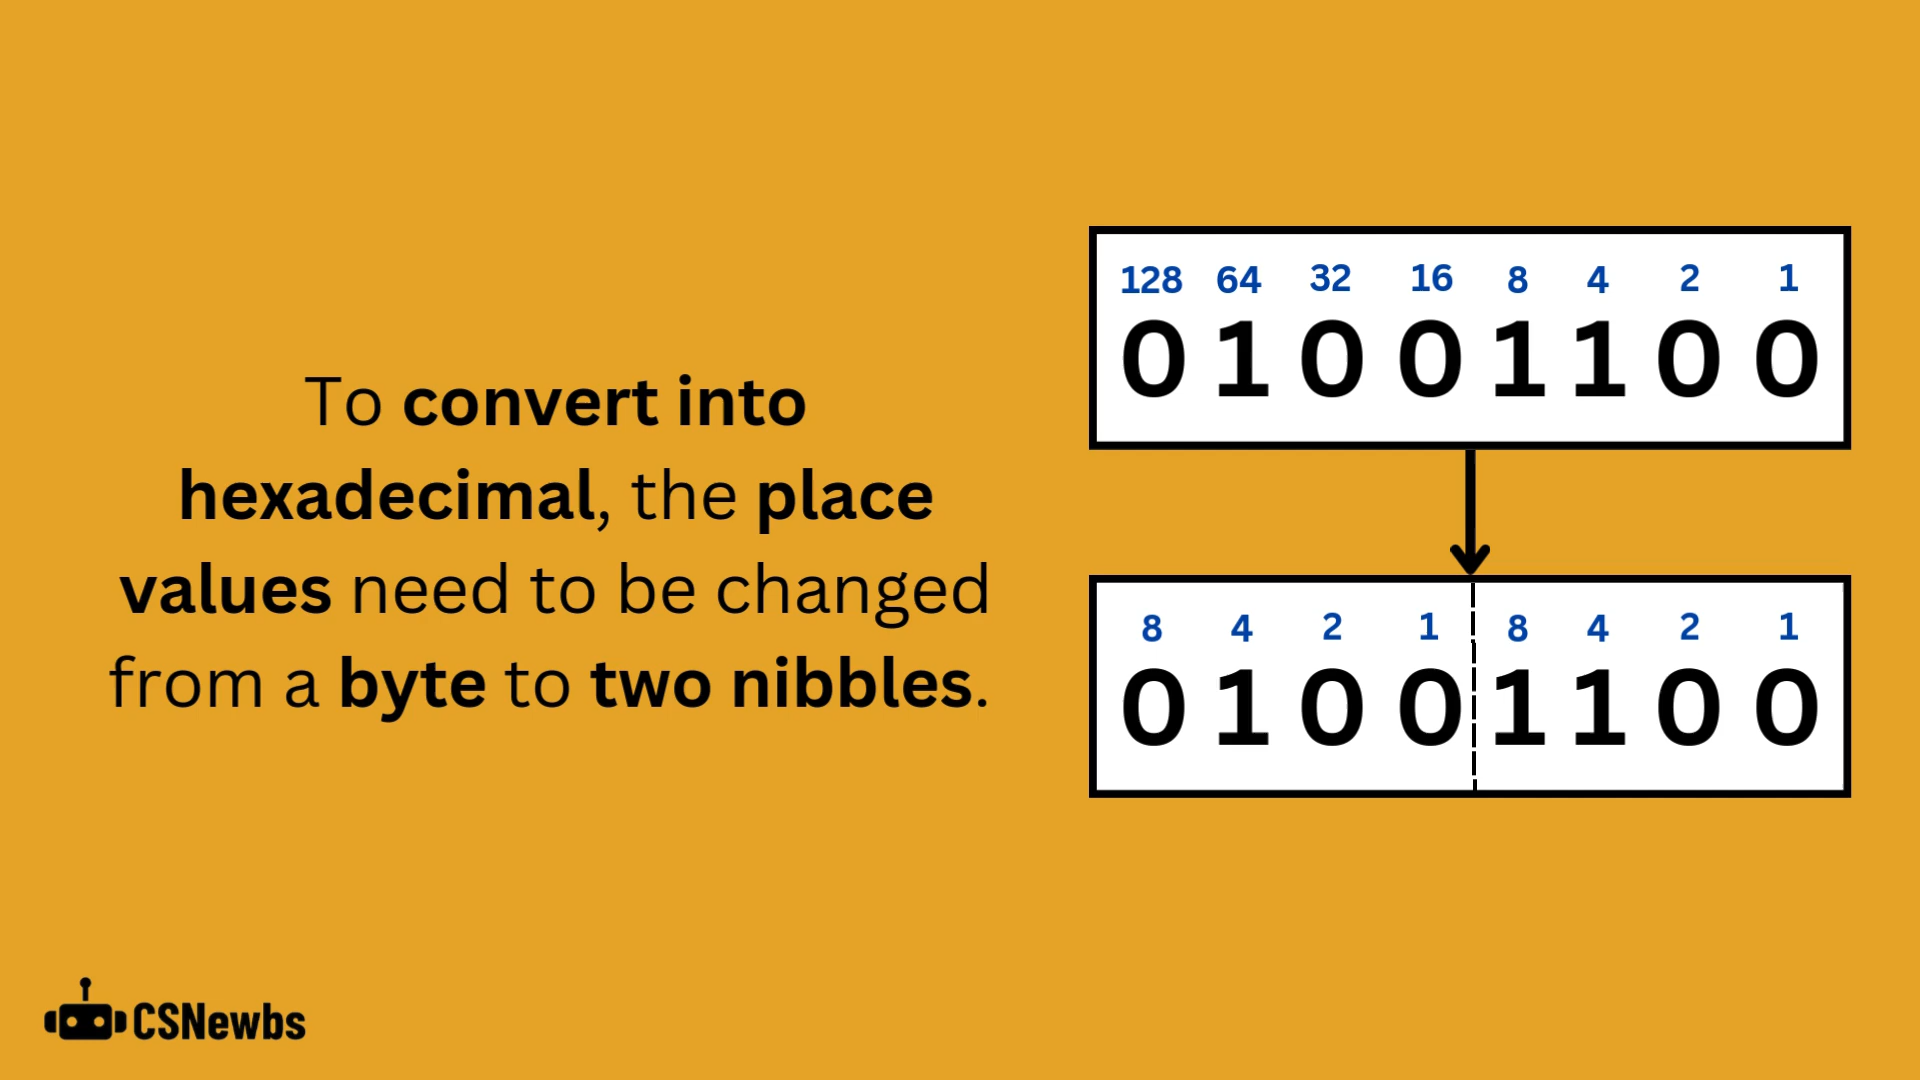 To convert into
hexadecimal, the place
values need to be changed
from a byte to two nibbles.
128 64 32 16 8 4 2 1
0 1 0 0 1 1 0 0
8 4 2 1 8 4 2 1
0 1 0 0 1 1 0 0
CSNewbs